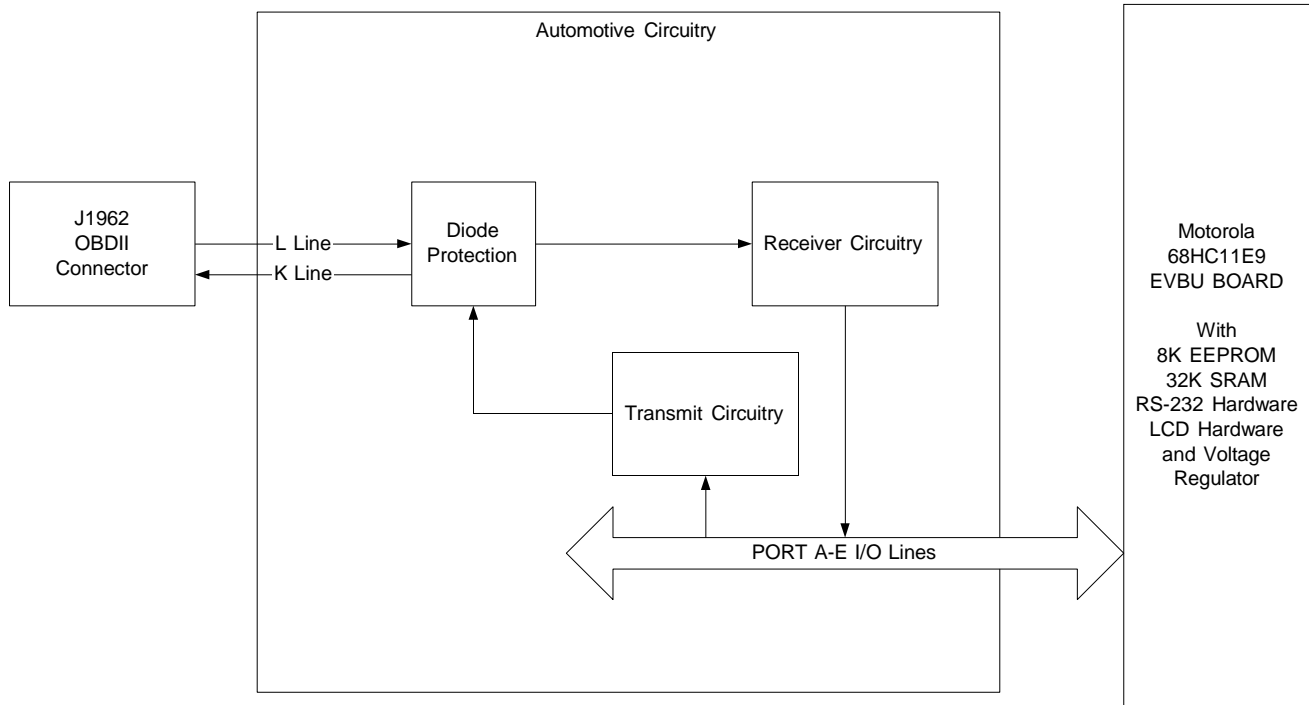 Automotive Circuitry
J1962
OBDII
Connector
L Line
K Line
Diode
Protection
Receiver Circuitry
Transmit Circuitry
PORT A-E I/O Lines
Motorola
68HC11E9
EVBU BOARD
With
8K EEPROM
32K SRAM
RS-232 Hardware
LCD Hardware
and Voltage
Regulator